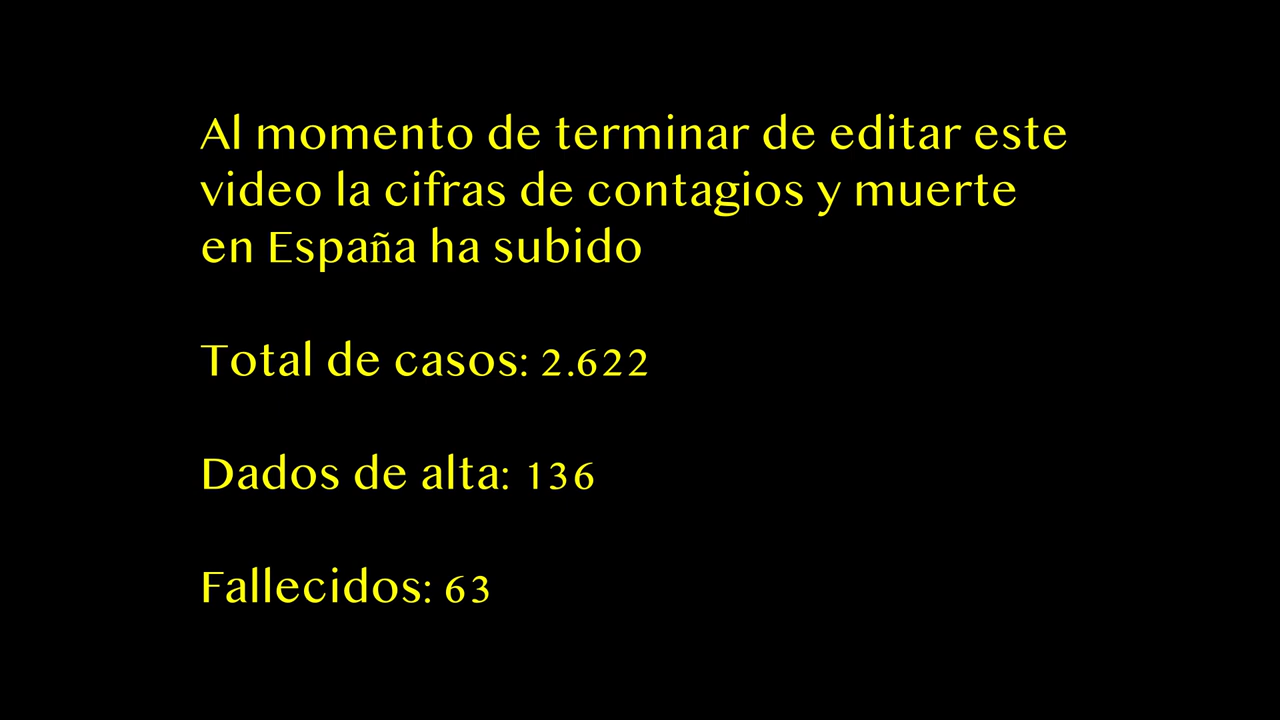 Al momento de terminar de editar este
video la cifras de contagios y muerte
en España ha subido
Total de casos: 2.622
Dados de alta: 136
Fallecidos: 63